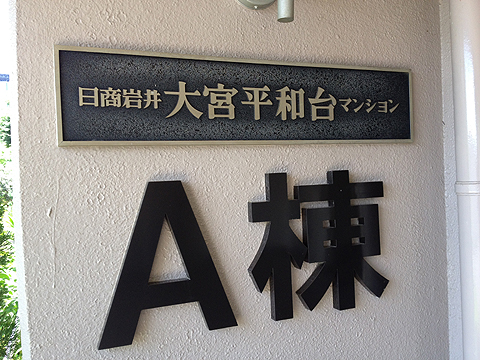 日商岩井 大宮平和台マンション
A棟